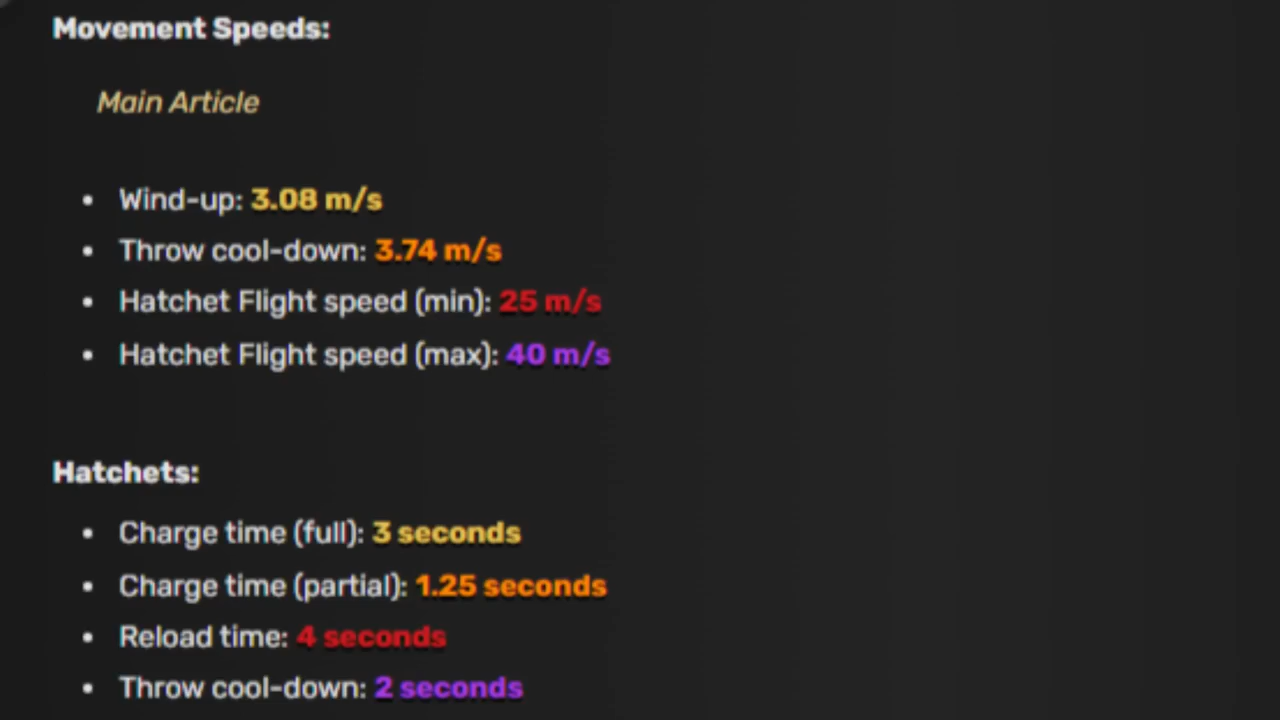 Movement Speeds:
Main Article
• Wind-up: 3.08 m/s
• Throw cool-down: 3.74 m/s
• Hatchet Flight speed (min): 25 m/s
• Hatchet Flight speed (max): 40 m/s
Hatchets:
• Charge time (full): 3 seconds
• Charge time (partial): 1.25 seconds
• Reload time: 4 seconds
• Throw cool-down: 2 seconds